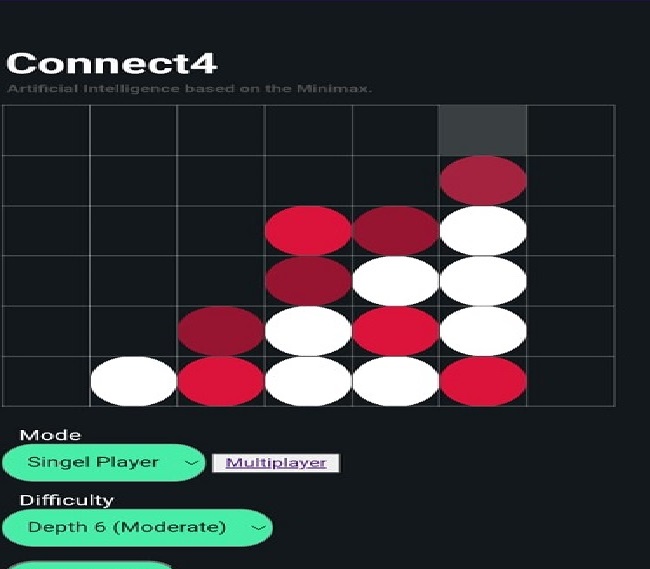 Connect4
Artificial Intelligence based on the Minimax.
Mode
Singel Player
Multiplayer
Difficulty
Depth 6 (Moderate)